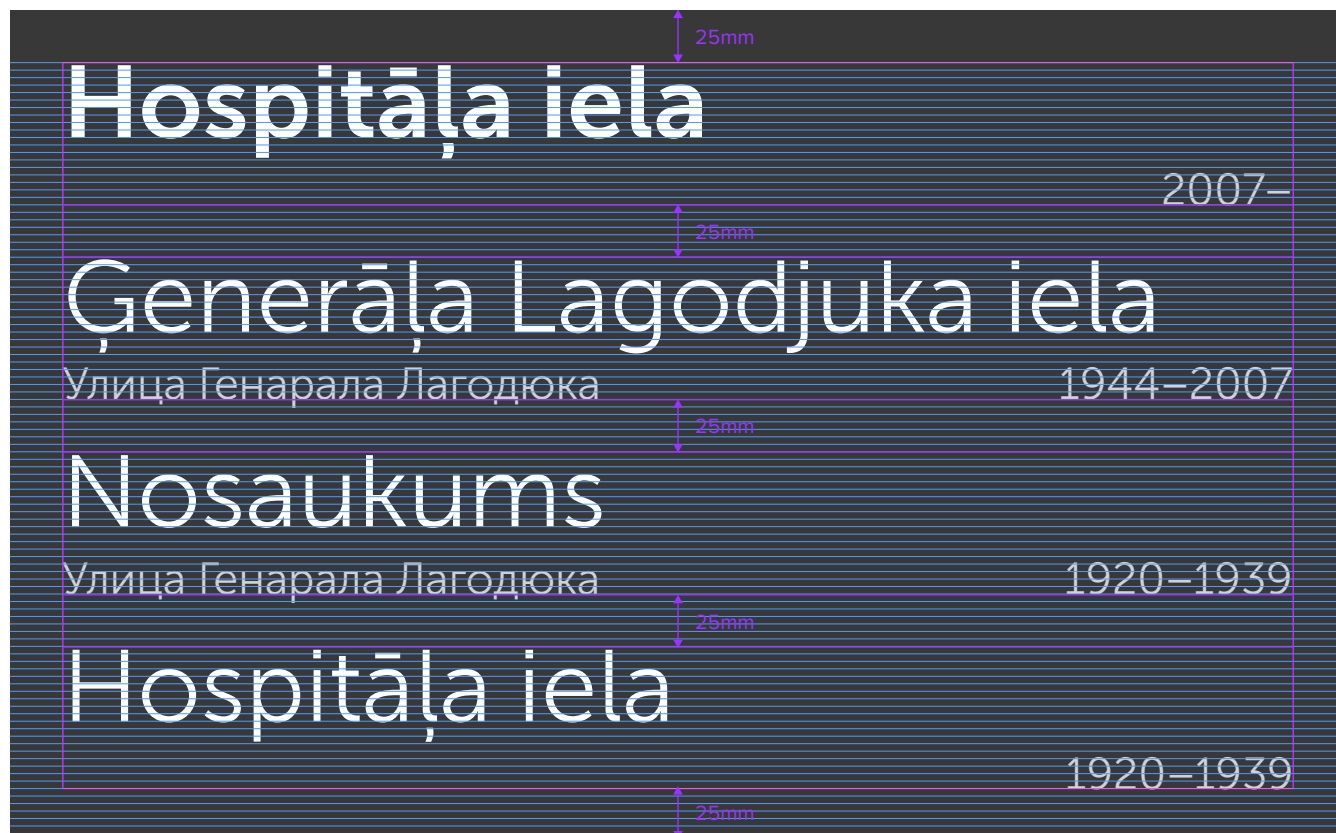 25mm
Hospitāļa iela
2007–
25mm
Ģenerāļa Lagodjuka iela
Улица Генарала Лагодюка 1944–2007
25mm
Nosaukums
Улица Генарала Лагодюка 1920–1939
25mm
Hospitāļa iela
1920–1939
25mm